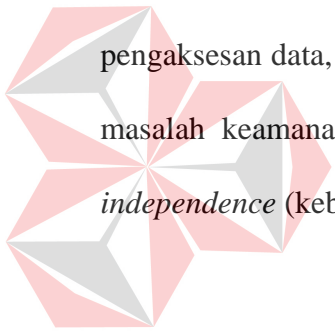 pengaksesan data,
masalah keamana
independence (keb